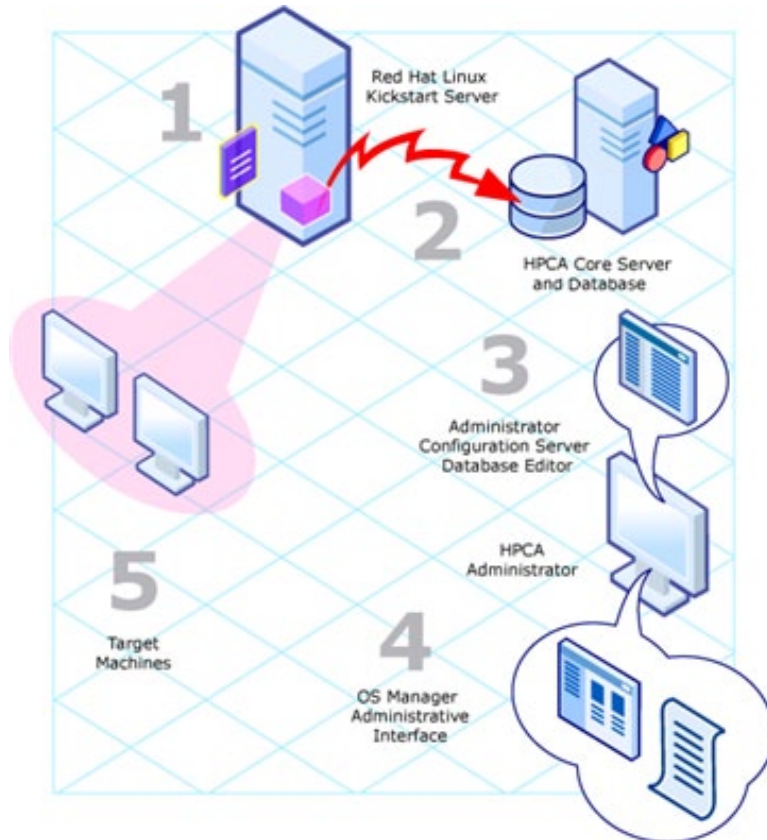 1
Red Hat Linux
Kickstart Server
2
HPCA Core Server
and Database
3
Administrator
Configuration Server
Database Editor
HPCA
Administrator
5
Target
Machines
4
OS Manager
Administrative
Interface